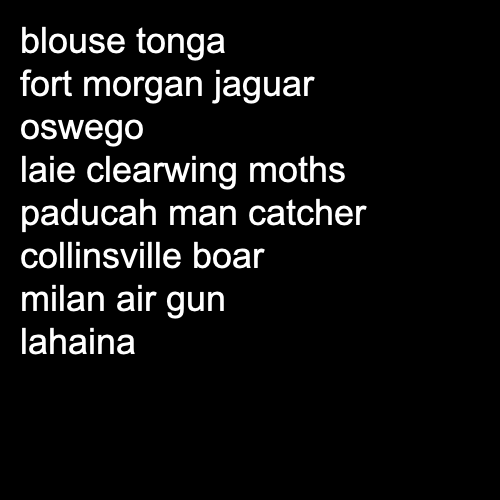 blouse tonga
fort morgan jaguar
oswego
laie clearwing moths
paducah man catcher
collinsville boar
milan air gun
lahaina